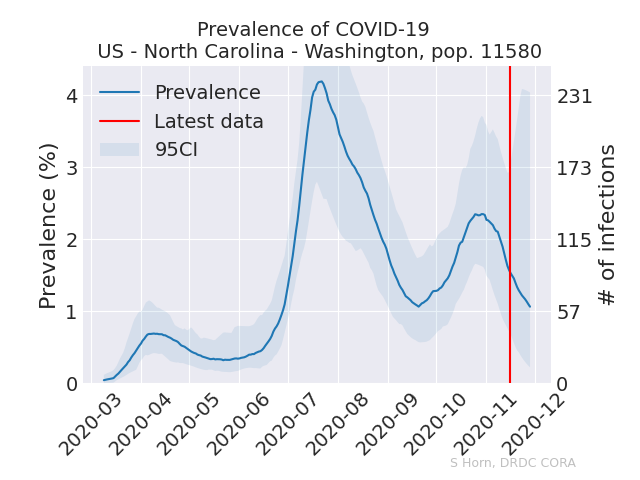 Prevalence of COVID-19
US - North Carolina - Washington, pop. 11580
Prevalence
Latest data
95CI
Prevalence (%)
4
3
2
1
0
# of infections
231
173
115
57
0
2020-03
2020-04
2020-05
2020-06
2020-07
2020-08
2020-09
2020-10
2020-11
2020-12
S Horn, DRDC CORA